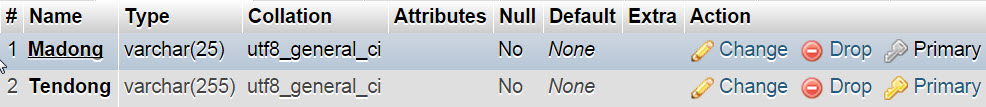 # Name Type Collation Attributes Null Default Extra Action
1 Madong varchar(25) utf8_general_ci No None Change Drop Primary
2 Tendong varchar(255) utf8_general_ci No None Change Drop Primary